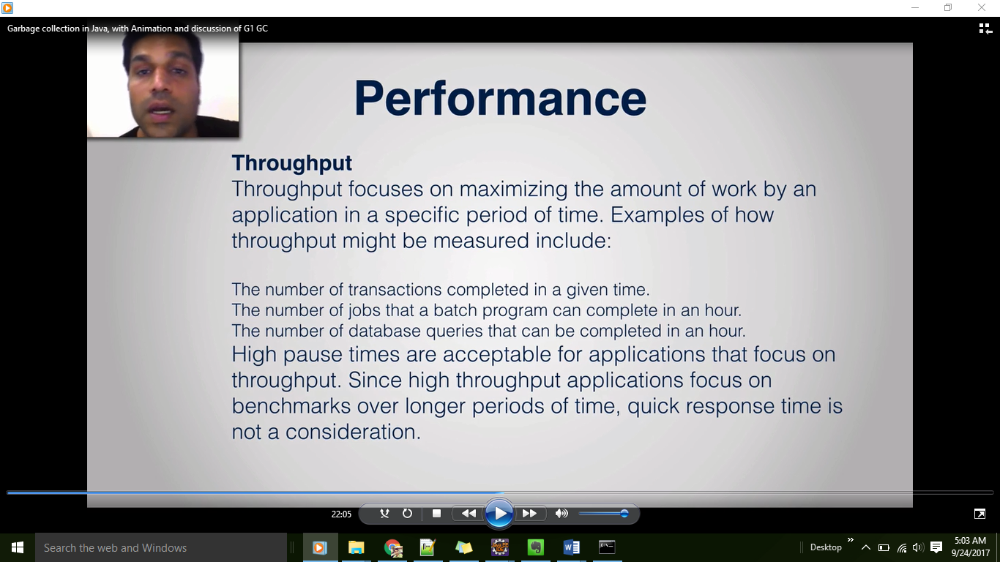 Garbage collection in Java, with Animation and discussion of G1 GC
Performance
Throughput
Throughput focuses on maximizing the amount of work by an
application in a specific period of time. Examples of how
throughput might be measured include:
The number of transactions completed in a given time.
The number of jobs that a batch program can complete in an hour.
The number of database queries that can be completed in an hour.
High pause times are acceptable for applications that focus on
throughput. Since high throughput applications focus on
benchmarks over longer periods of time, quick response time is
not a consideration.
22:05
Search the web and Windows
Desktop
5:03 AM
9/24/2017